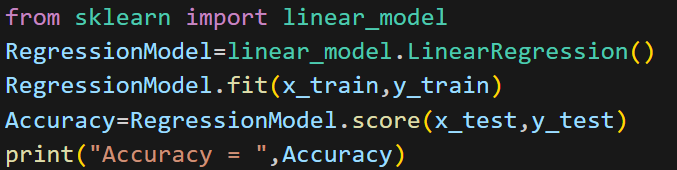 from sklearn import linear_model
RegressionModel=linear_model.LinearRegression()
RegressionModel.fit(x_train,y_train)
Accuracy=RegressionModel.score(x_test,y_test)
print("Accuracy = ",Accuracy)